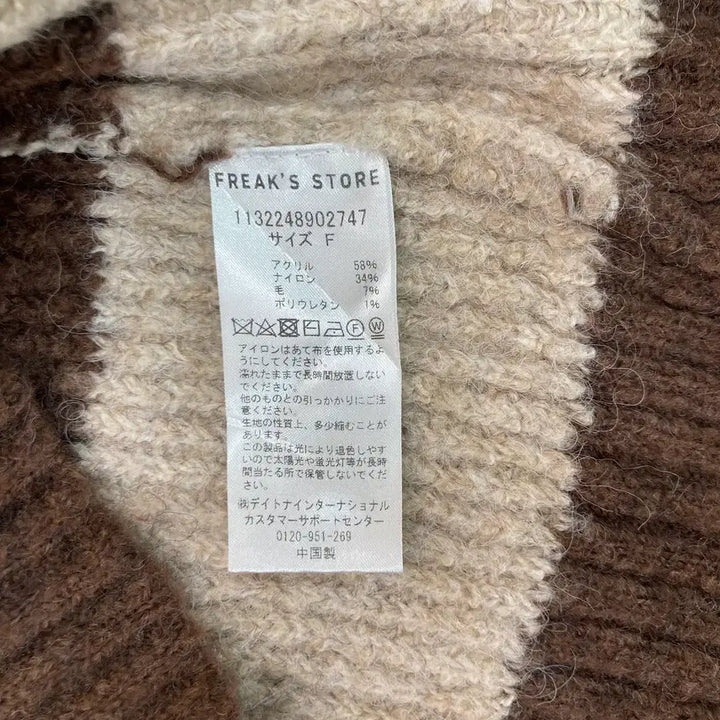 FREAK'S STORE
1132248902747
サイズ F
アクリル 58%
ナイロン 34%
毛 7%
ポリウレタン 1%
アイロンはあて布を使用するよ
うにしてください。
濡れたままで長時間放置しない
でください。
他のものとの引っかかりにご注
意ください。
生地の性質上、多少縮むことが
あります。
この製品は光により退色しやす
いので太陽光や蛍光灯等が長時
間当たる所で保管しないでくだ
さい。
㈱デイトナインターナショナル
カスタマーサポートセンター
0120-951-269
中国製